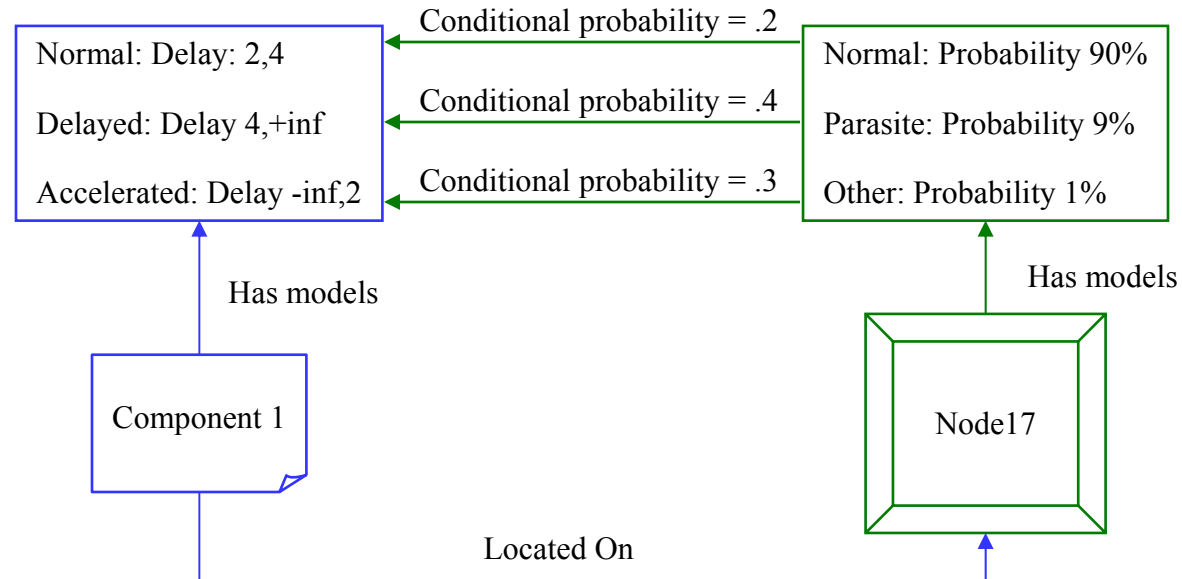 Normal: Delay: 2,4
Delayed: Delay 4,+inf
Accelerated: Delay -inf,2
Conditional probability = .2
Conditional probability = .4
Conditional probability = .3
Normal: Probability 90%
Parasite: Probability 9%
Other: Probability 1%
Has models
Has models
Component 1
Node17
Located On